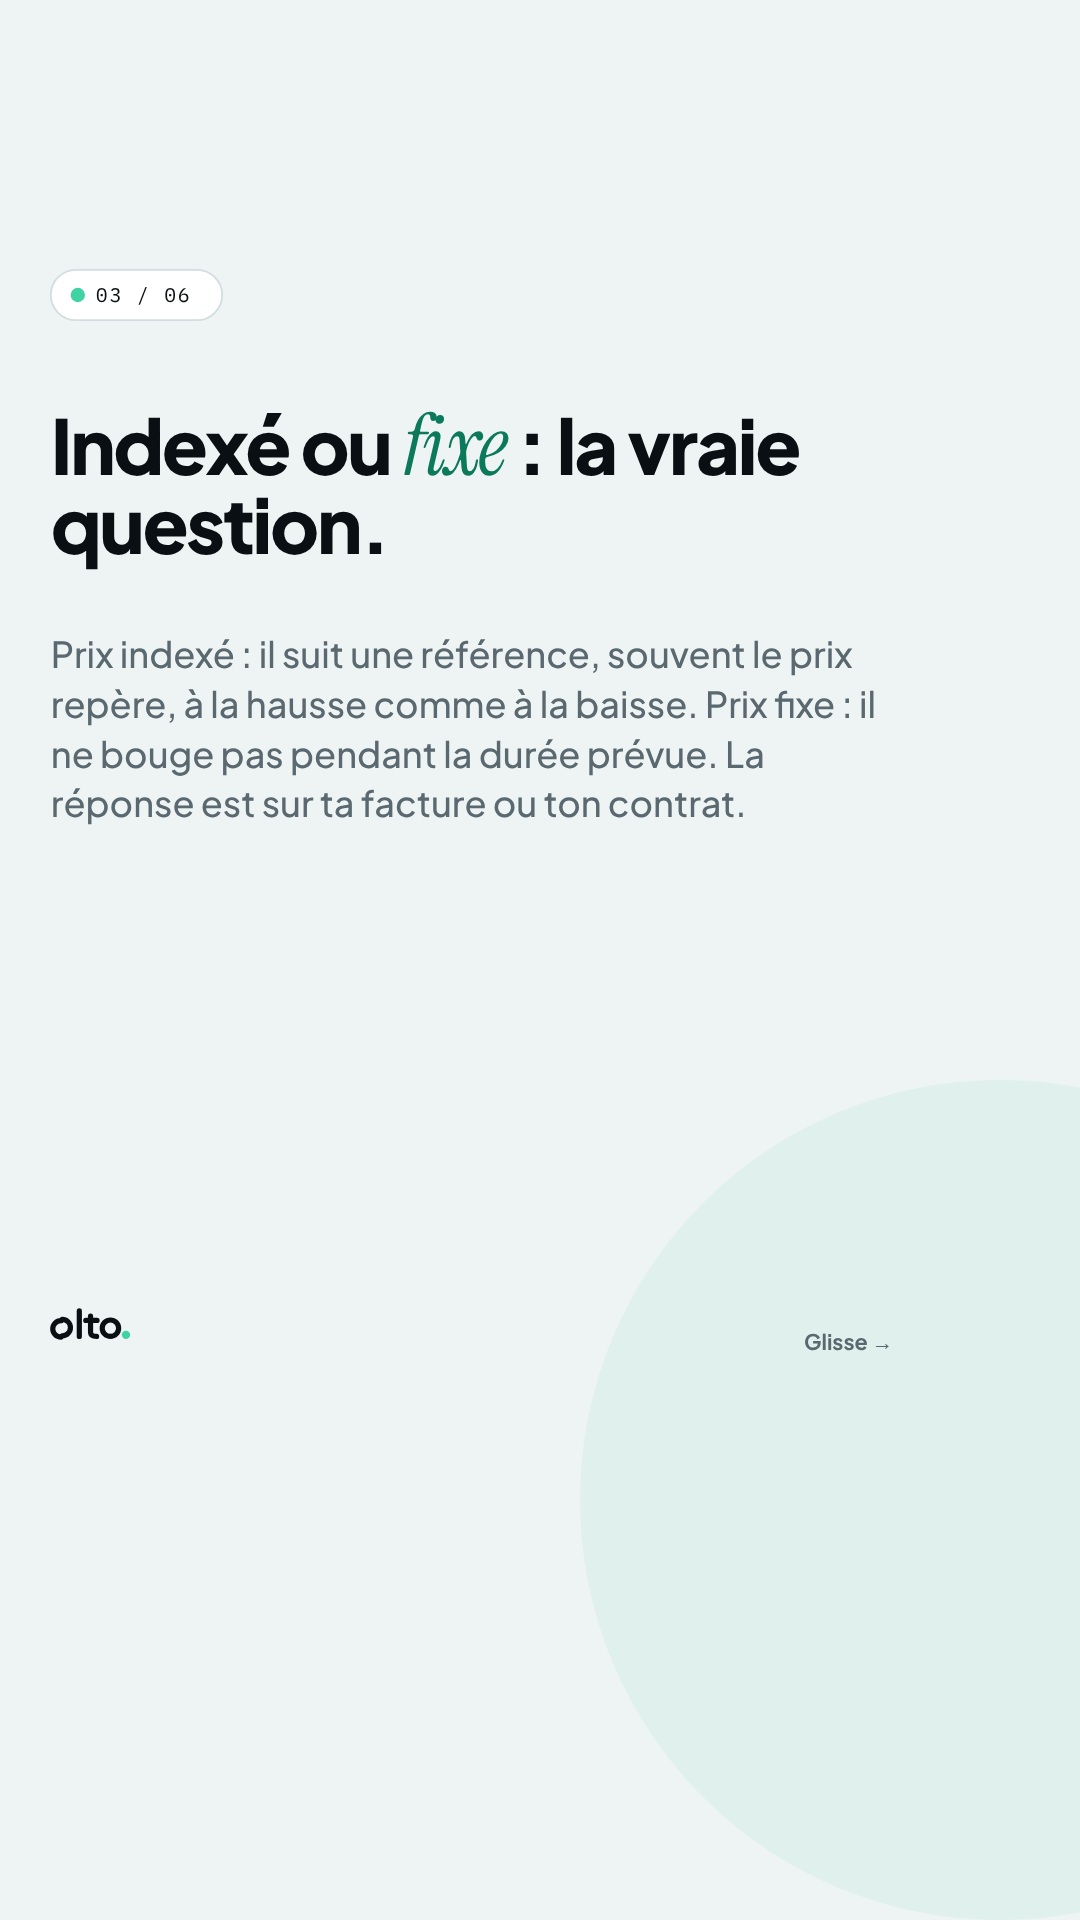 03 / 06
Indexé ou fixe : la vraie
question.
Prix indexé : il suit une référence, souvent le prix
repère, à la hausse comme à la baisse. Prix fixe : il
ne bouge pas pendant la durée prévue. La
réponse est sur ta facture ou ton contrat.
olto.
Glisse →